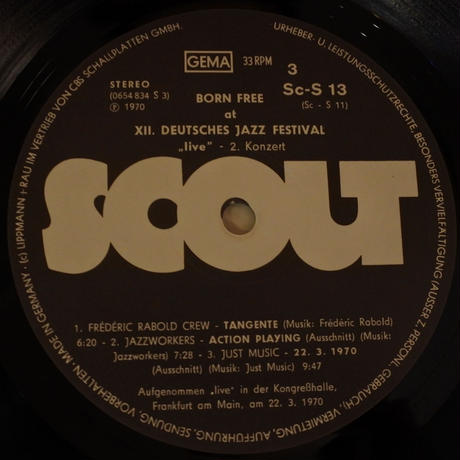 GEMA
33 RPM
3
STEREO
(0654 834 S 3)
Ⓟ 1970
Sc-S 13
(Sc - S 11)
BORN FREE
at
XII. DEUTSCHES JAZZ FESTIVAL
„live" - 2. Konzert
SCOUT
1. FRÉDÉRIC RABOLD CREW - TANGENTE (Musik: Frédéric Rabold)
6:20 - 2. JAZZWORKERS - ACTION PLAYING (Ausschnitt) (Musik:
Jazzworkers) 7:28 - 3. JUST MUSIC - 22. 3. 1970
(Ausschnitt) (Musik: Just Music) 9:47
Aufgenommen „live" in der Kongreßhalle,
Frankfurt am Main, am 22. 3. 1970
URHEBER- U. LEISTUNGSSCHUTZRECHTE, BESONDERS VERVIELFÄLTIGUNG (AUSSER Z. PERSÖNL. GEBRAUCH), VERMIETUNG, AUFFÜHRUNG, SENDUNG, VORBEHALTEN · MADE IN GERMANY · (c) LIPPMANN + RAU IM VERTRIEB VON CBS SCHALLPLATTEN GMBH.